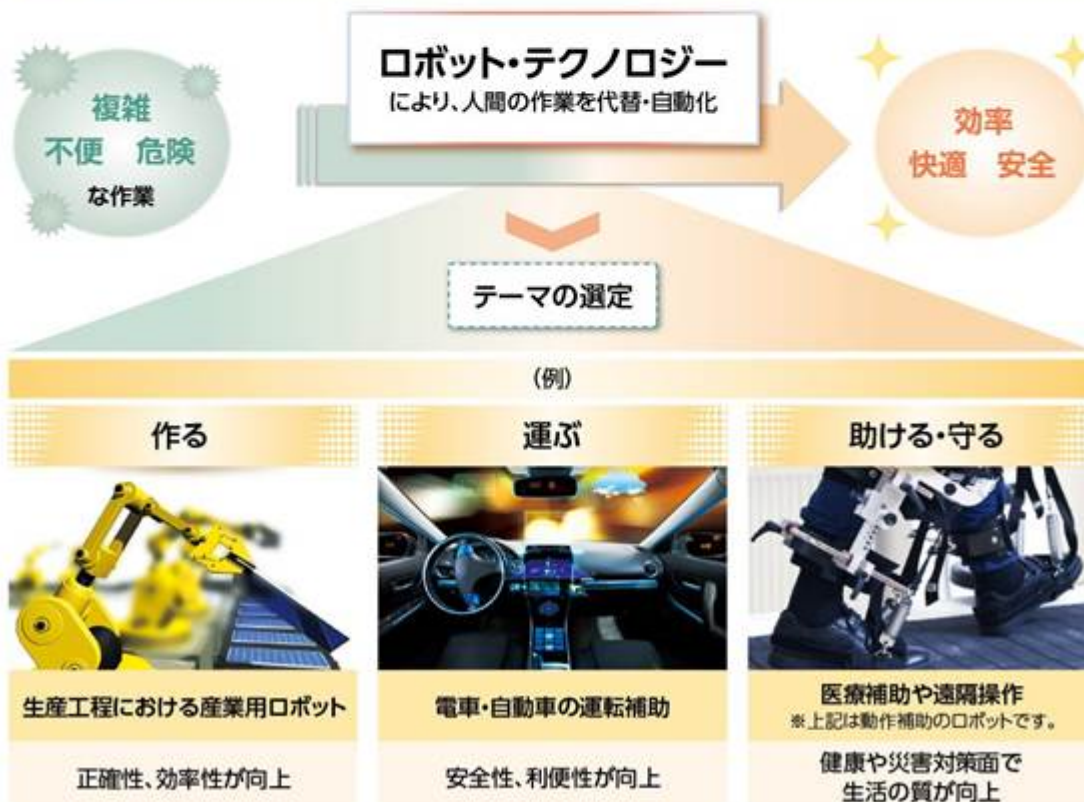 ロボット・テクノロジー
により、人間の作業を代替・自動化
複雑
不便 危険
な作業
効率
快適 安全
テーマの選定
(例)
作る
運ぶ
助ける・守る
生産工程における産業用ロボット
電車・自動車の運転補助
医療補助や遠隔操作
※上記は動作補助のロボットです。
正確性、効率性が向上
安全性、利便性が向上
健康や災害対策面で
生活の質が向上